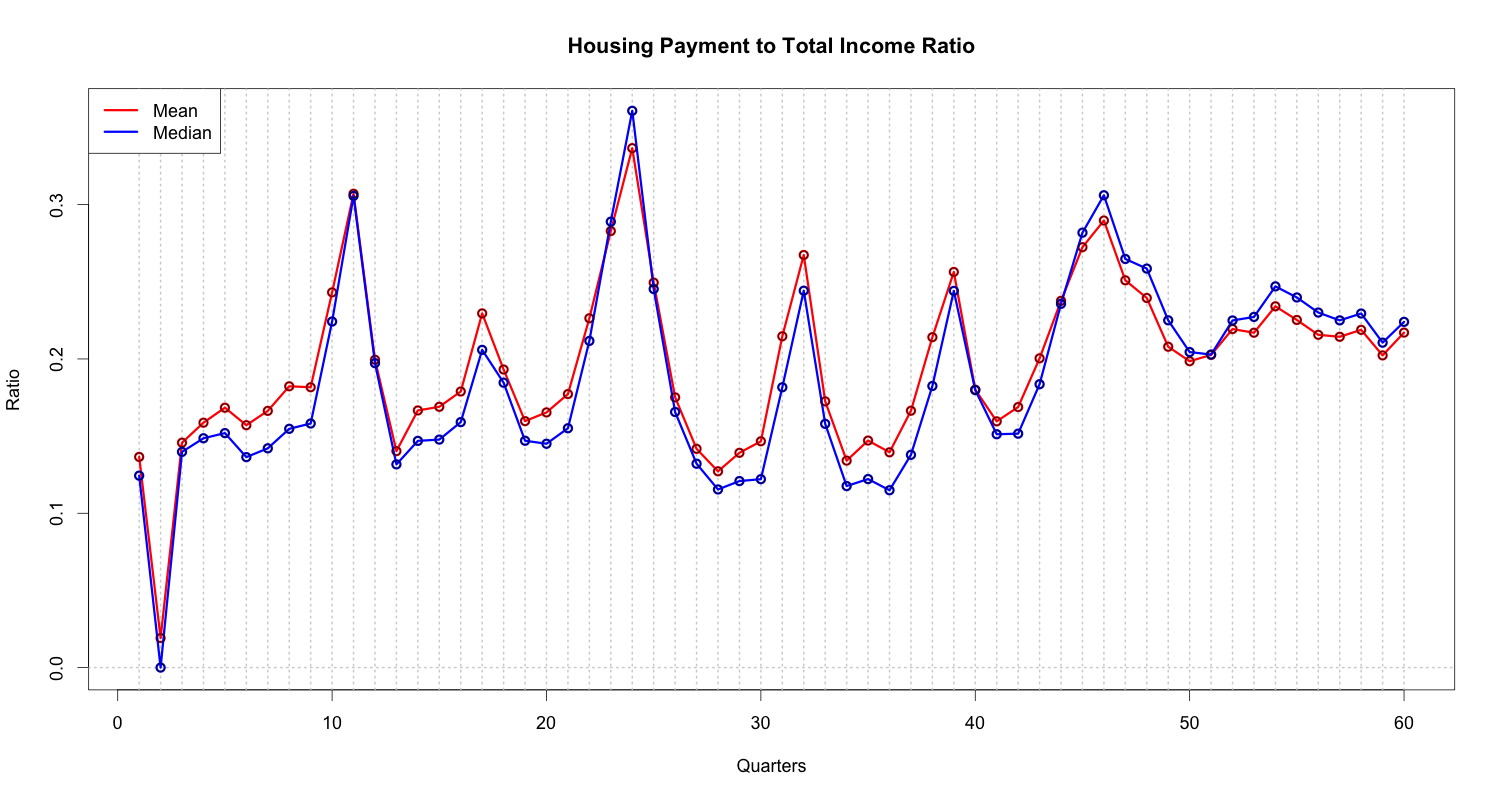 Housing Payment to Total Income Ratio
Mean
Median
Ratio
0.3
0.2
0.1
0.0
0 10 20 30 40 50 60
Quarters